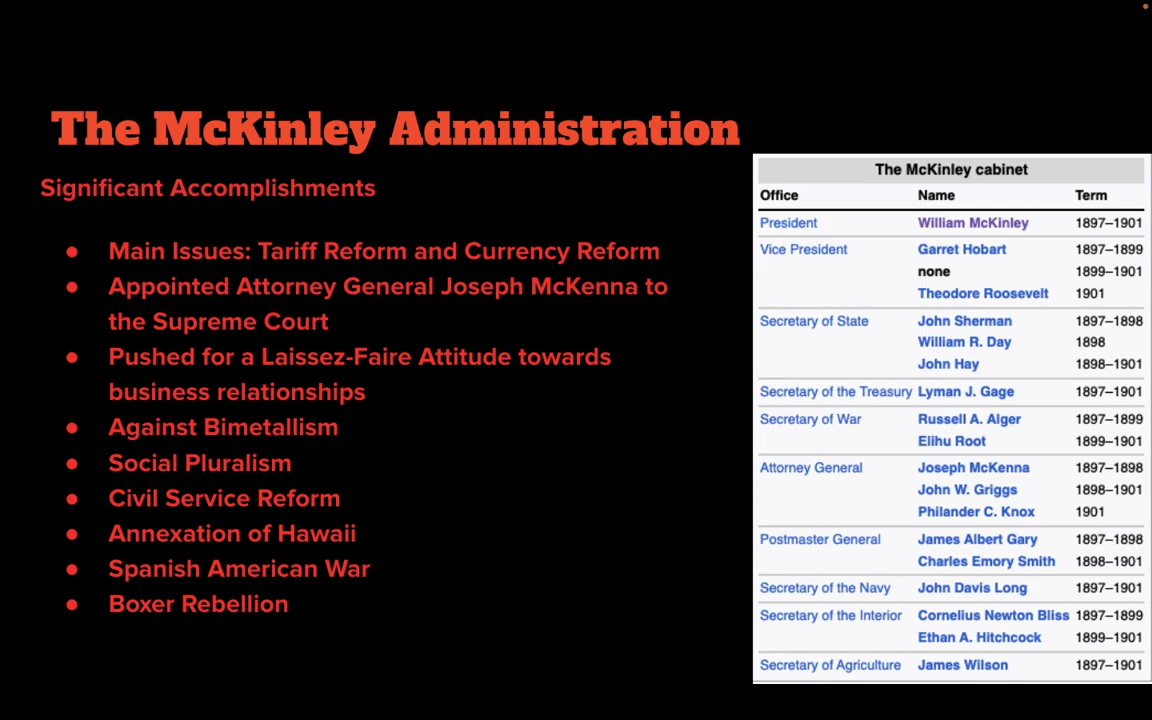 The McKinley Administration
Significant Accomplishments
● Main Issues: Tariff Reform and Currency Reform
● Appointed Attorney General Joseph McKenna to
the Supreme Court
● Pushed for a Laissez-Faire Attitude towards
business relationships
● Against Bimetallism
● Social Pluralism
● Civil Service Reform
● Annexation of Hawaii
● Spanish American War
● Boxer Rebellion
The McKinley cabinet
Office Name Term
President William McKinley 1897–1901
Vice President Garret Hobart 1897–1899
none 1899–1901
Theodore Roosevelt 1901
Secretary of State John Sherman 1897–1898
William R. Day 1898
John Hay 1898–1901
Secretary of the Treasury Lyman J. Gage 1897–1901
Secretary of War Russell A. Alger 1897–1899
Elihu Root 1899–1901
Attorney General Joseph McKenna 1897–1898
John W. Griggs 1898–1901
Philander C. Knox 1901
Postmaster General James Albert Gary 1897–1898
Charles Emory Smith 1898–1901
Secretary of the Navy John Davis Long 1897–1901
Secretary of the Interior Cornelius Newton Bliss 1897–1899
Ethan A. Hitchcock 1899–1901
Secretary of Agriculture James Wilson 1897–1901